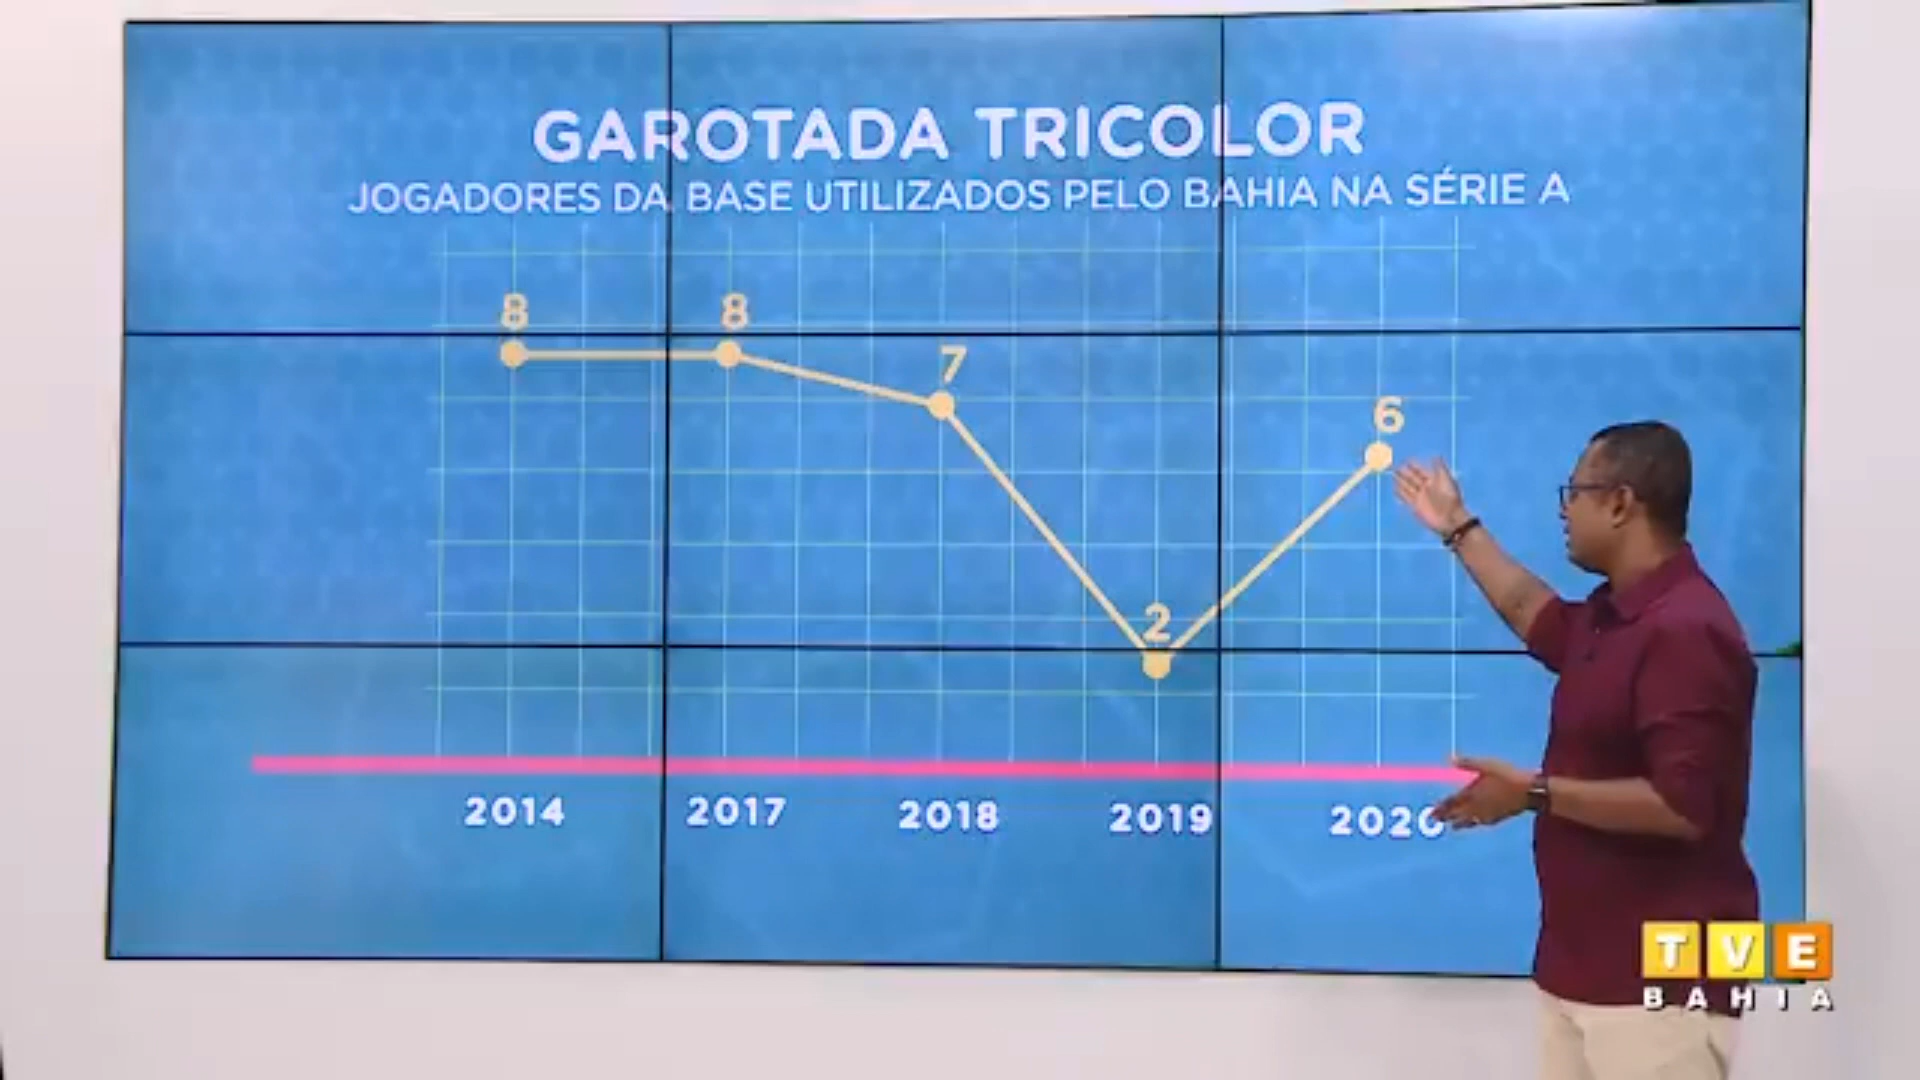 GAROTADA TRICOLOR
JOGADORES DA BASE UTILIZADOS PELO BAHIA NA SÉRIE A
8 8 7 2 6
2014 2017 2018 2019 2020
TVE
BAHIA